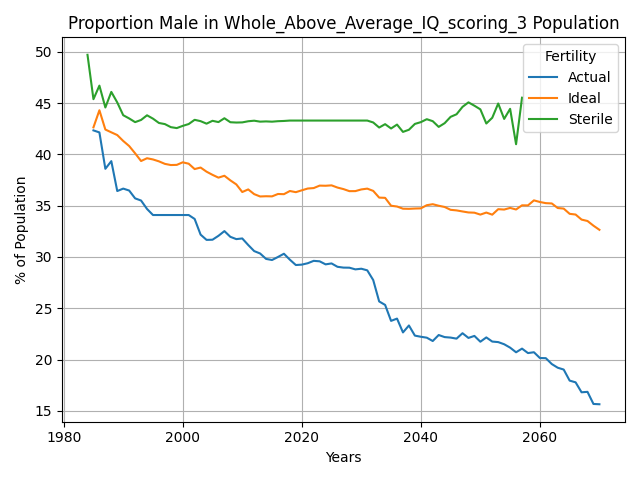 Proportion Male in Whole_Above_Average_IQ_scoring_3 Population
Fertility
Actual
Ideal
Sterile
% of Population
50
45
40
35
30
25
20
15
1980
2000
2020
2040
2060
Years